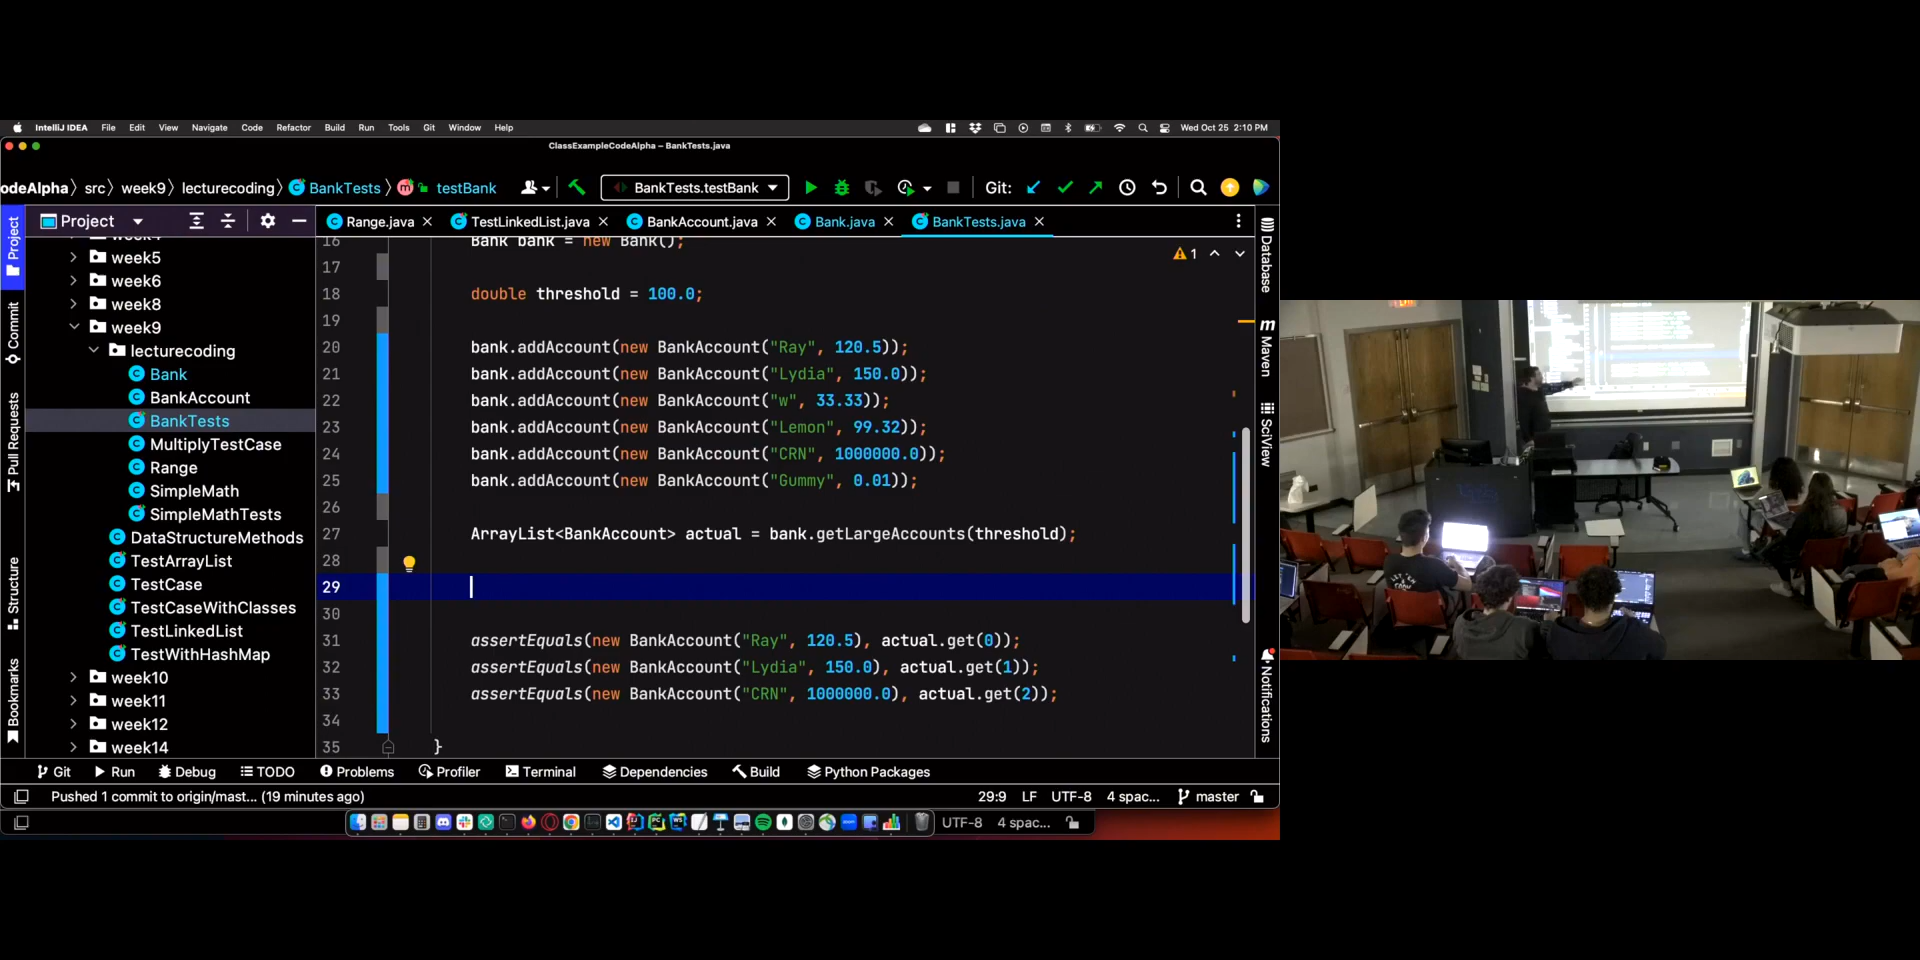 IntelliJ IDEA File Edit View Navigate Code Refactor Build Run Tools Git Window Help Wed Oct 25 2:10 PM
ClassExampleCodeAlpha – BankTests.java
odeAlpha〉src〉week9〉lecturecoding〉BankTests〉m testBank BankTests.testBank Git:
Project Range.java TestLinkedList.java BankAccount.java Bank.java BankTests.java
Project
Commit
Pull Requests
Structure
Bookmarks
week5
week6
week8
week9
lecturecoding
Bank
BankAccount
BankTests
MultiplyTestCase
Range
SimpleMath
SimpleMathTests
DataStructureMethods
TestArrayList
TestCase
TestCaseWithClasses
TestLinkedList
TestWithHashMap
week10
week11
week12
week14
16 Bank bank = new Bank();
17 1
18 double threshold = 100.0;
19
20 bank.addAccount(new BankAccount("Ray", 120.5));
21 bank.addAccount(new BankAccount("Lydia", 150.0));
22 bank.addAccount(new BankAccount("w", 33.33));
23 bank.addAccount(new BankAccount("Lemon", 99.32));
24 bank.addAccount(new BankAccount("CRN", 1000000.0));
25 bank.addAccount(new BankAccount("Gummy", 0.01));
26
27 ArrayList<BankAccount> actual = bank.getLargeAccounts(threshold);
28
29
30
31 assertEquals(new BankAccount("Ray", 120.5), actual.get(0));
32 assertEquals(new BankAccount("Lydia", 150.0), actual.get(1));
33 assertEquals(new BankAccount("CRN", 1000000.0), actual.get(2));
34
35 }
Database
m Maven
SciView
Notifications
Git Run Debug TODO Problems Profiler Terminal Dependencies Build Python Packages
Pushed 1 commit to origin/mast... (19 minutes ago) 29:9 LF UTF-8 4 spac... master
UTF-8 4 spac...